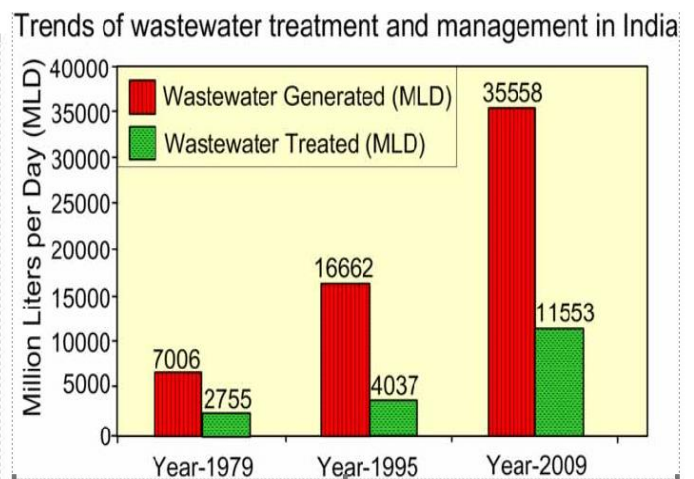 Trends of wastewater treatment and management in India
Million Liters per Day (MLD)
40000
35000
30000
25000
20000
15000
10000
5000
0
Wastewater Generated (MLD)
Wastewater Treated (MLD)
7006
2755
16662
4037
35558
11553
Year-1979
Year-1995
Year-2009